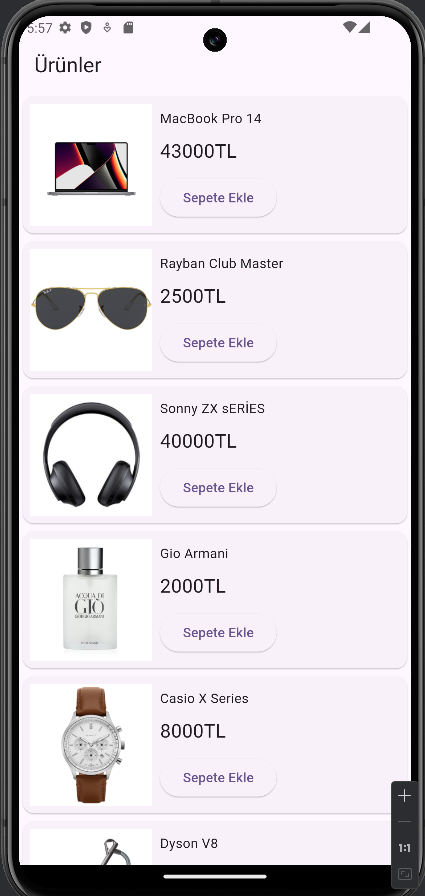 5:57
Ürünler
MacBook Pro 14
43000TL
Sepete Ekle
Rayban Club Master
2500TL
Sepete Ekle
Sonny ZX sERİES
40000TL
Sepete Ekle
ACQUA DI
GIO
GIORGIO ARMANI
Gio Armani
2000TL
Sepete Ekle
Casio X Series
8000TL
Sepete Ekle
Dyson V8
1:1